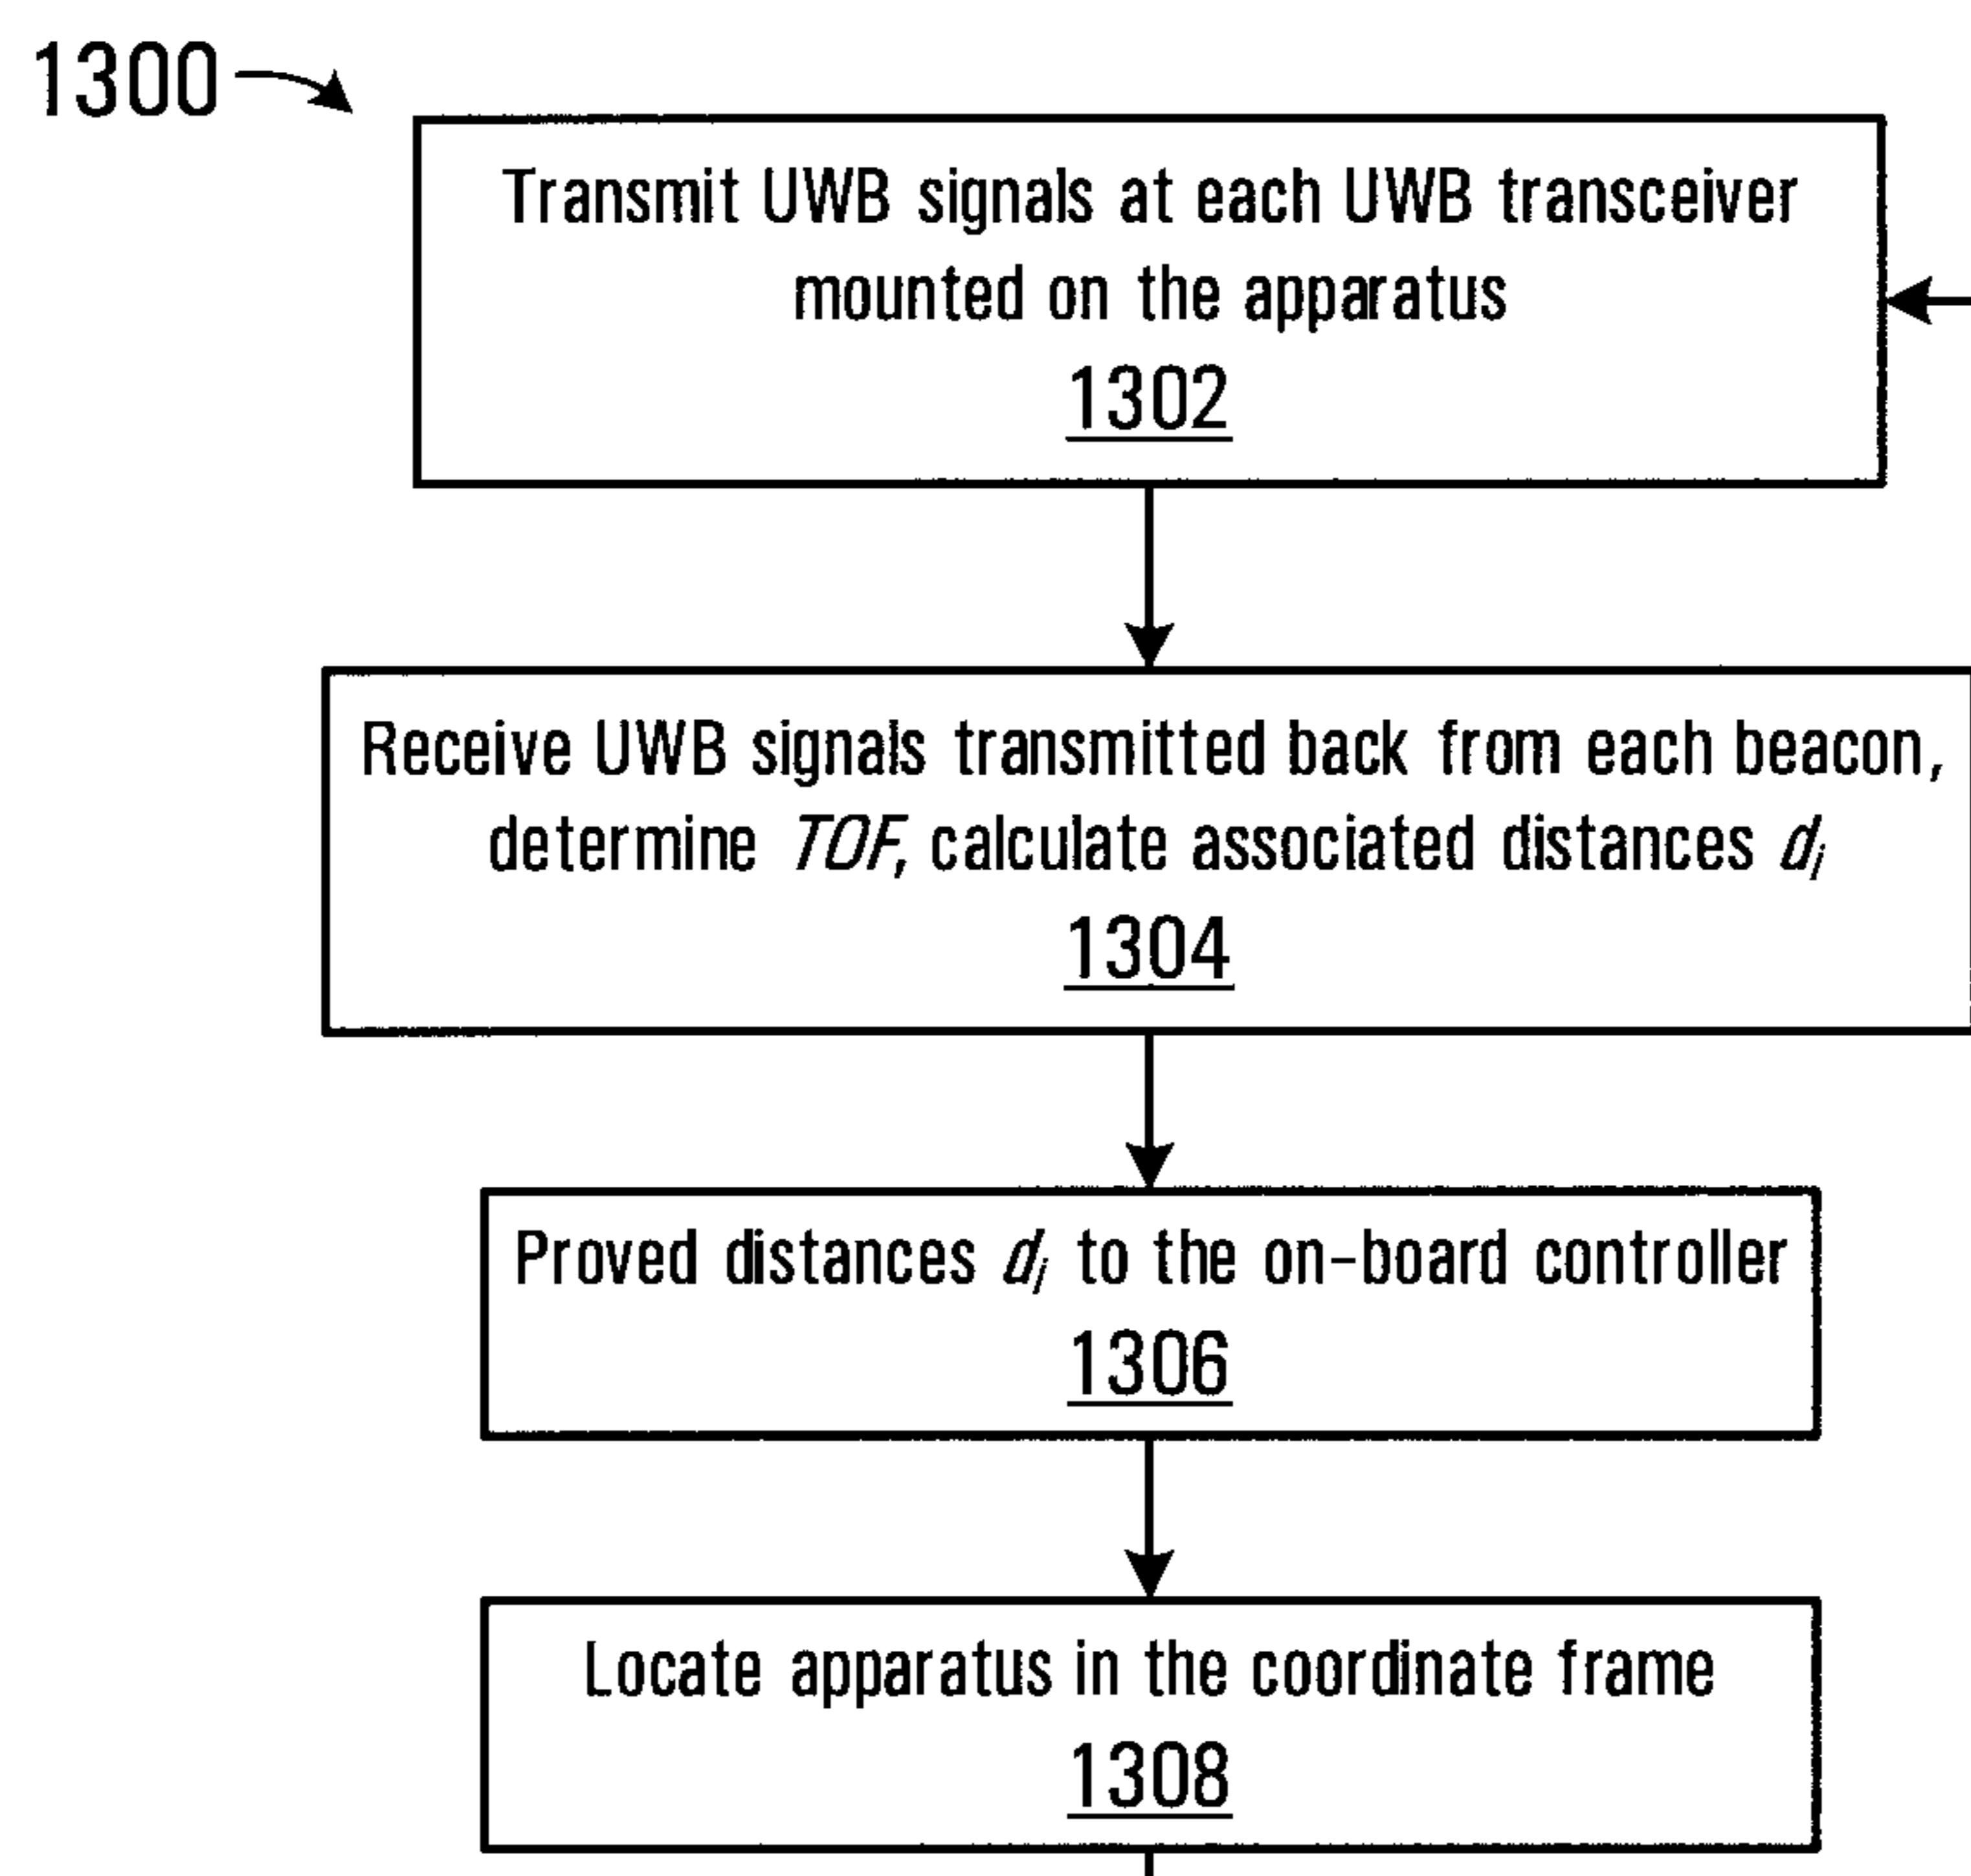 1300
Transmit UWB signals at each UWB transceiver
mounted on the apparatus
1302
Receive UWB signals transmitted back from each beacon,
determine TOF, calculate associated distances di
1304
Proved distances di to the on-board controller
1306
Locate apparatus in the coordinate frame
1308